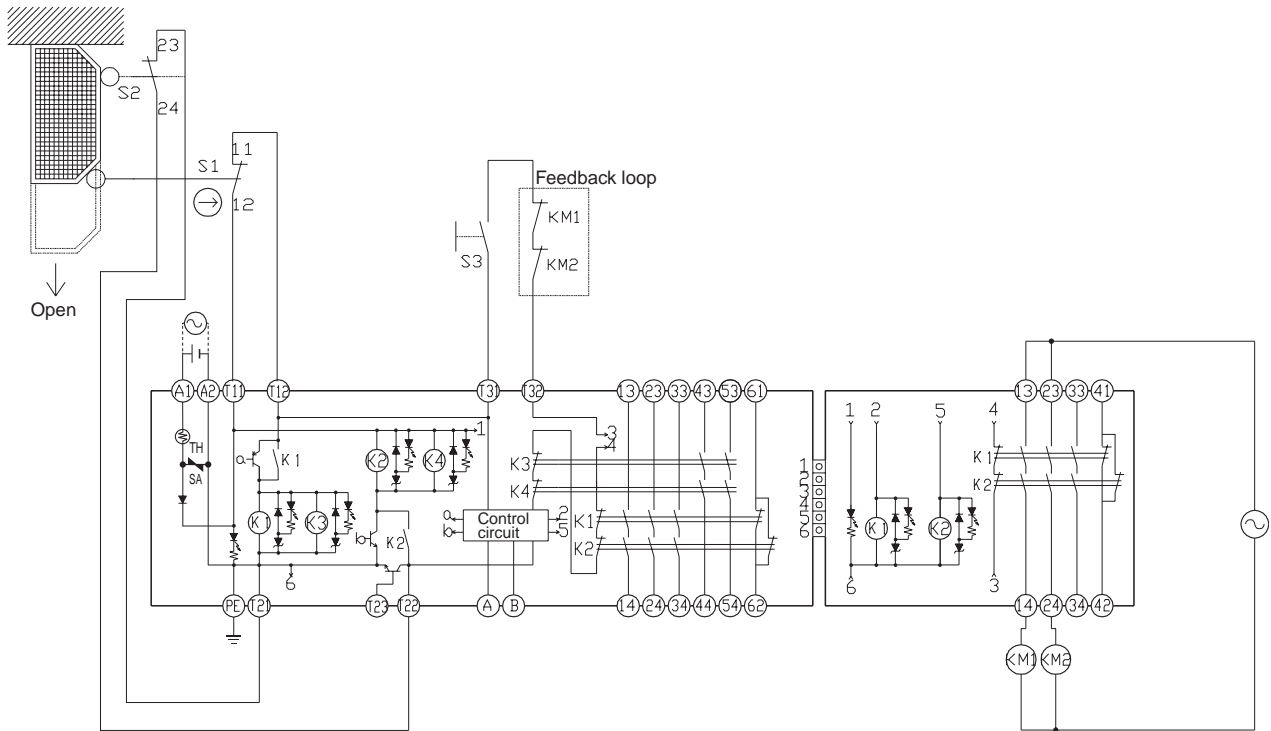 23
S2
24
11
S1
12
Feedback loop
KM1
S3
KM2
Open
A1 A2 T11 T12 T31 T32 13 23 33 43 53 61
13 23 33 41
1
TH
SA
a
K1
K2
K4
3
4
K3
K4
K1
K3
a
b
Control
circuit
2
5
K1
K2
b
K2
6
1
2
3
4
5
6
1 2 5 4
K1
K2
K1
K2
6
3
PE T21 T23 T22 A B 14 24 34 44 54 62
14 24 34 42
KM1 KM2